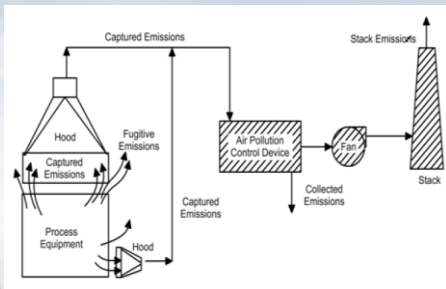 Captured Emissions
Stack Emissions
Hood
Fugitive
Emissions
Captured
Emissions
Air Pollution
Control Device
Fan
Stack
Collected
Emissions
Captured
Emissions
Process
Equipment
Hood